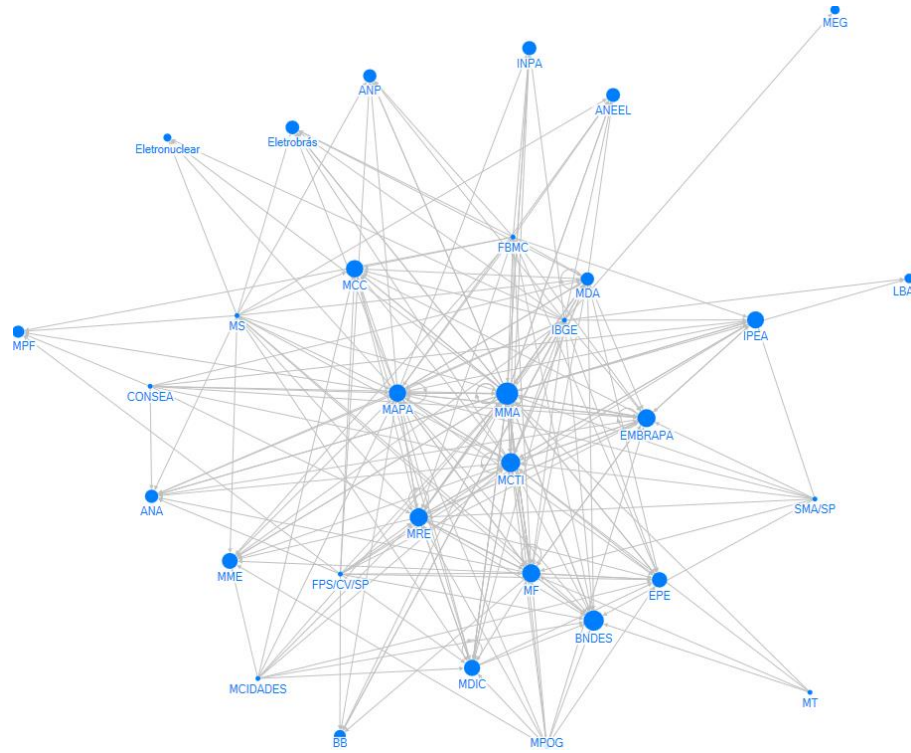 MEG
INPA
ANP
ANEEL
Eletronuclear
Eletrobrás
FBMC
MCC
MDA
LBA
MS
IBGE
MPF
IPEA
CONSEA
MAPA
MMA
EMBRAPA
MCTI
ANA
SMA/SP
MRE
MME
FPS/CV/SP
MF
EPE
BNDES
MCIDADES
MDIC
MT
BB
MPOG